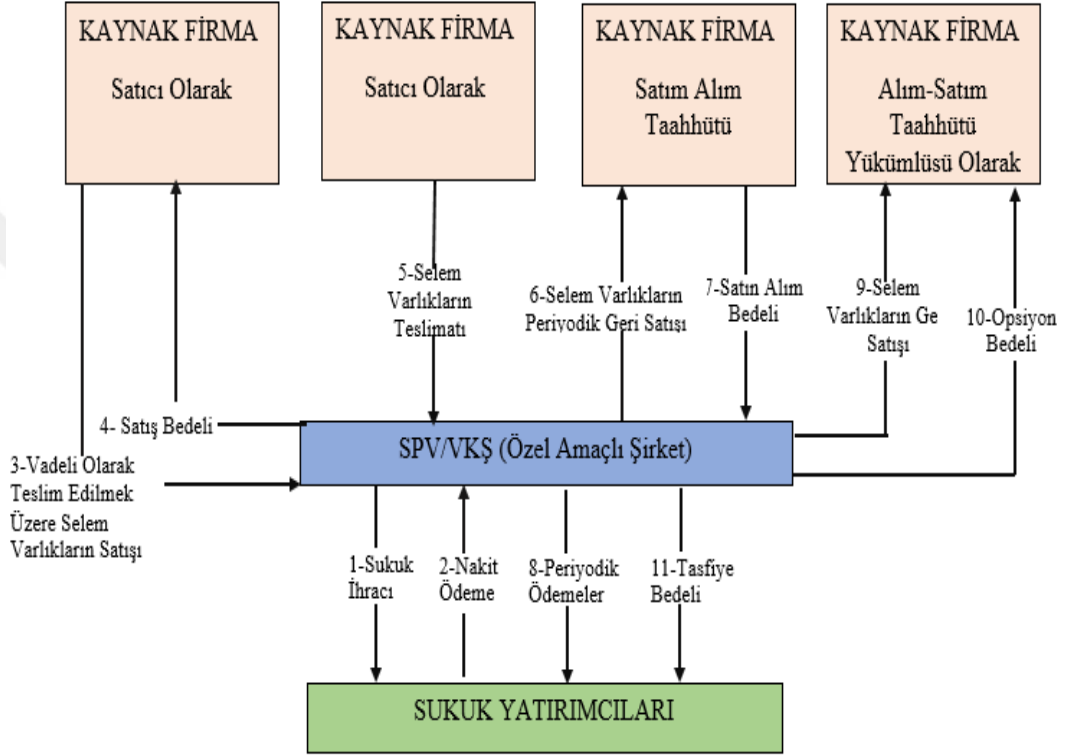 KAYNAK FİRMA
Satıcı Olarak
KAYNAK FİRMA
Satıcı Olarak
KAYNAK FİRMA
Satım Alım
Taahhütü
KAYNAK FİRMA
Alım-Satım
Taahhütü
Yükümlüsü Olarak
5-Selem
Varlıkların
Teslimatı
6-Selem Varlıkların
Periyodik Geri Satışı
7-Satın Alım
Bedeli
9-Selem
Varlıkların Ge
Satışı
10-Opsiyon
Bedeli
4- Satış Bedeli
3-Vadeli Olarak
Teslim Edilmek
Üzere Selem
Varlıkların Satışı
SPV/VKŞ (Özel Amaçlı Şirket)
1-Sukuk
İhracı
2-Nakit
Ödeme
8-Periyodik
Ödemeler
11-Tasfiye
Bedeli
SUKUK YATIRIMCILARI